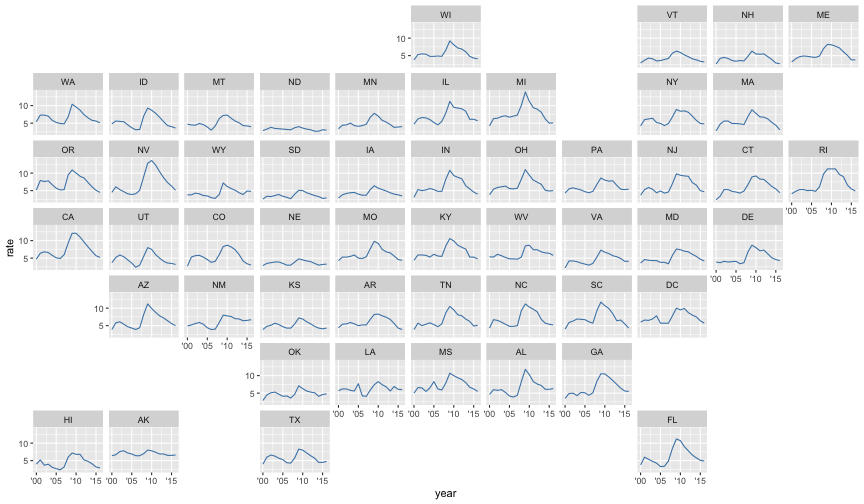 WI VT NH ME
10
5
WA ID MT ND MN IL MI NY MA
10
5
OR NV WY SD IA IN OH PA NJ CT RI
10
5
'00 '05 '10 '15
CA UT CO NE MO KY WV VA MD DE
10
5
'00 '05 '10 '15
rate
AZ NM KS AR TN NC SC DC
10
5
'00 '05 '10 '15
OK LA MS AL GA
10
5
'00 '05 '10 '15 '00 '05 '10 '15 '00 '05 '10 '15 '00 '05 '10 '15
HI AK TX FL
10
5
'00 '05 '10 '15 '00 '05 '10 '15 '00 '05 '10 '15 '00 '05 '10 '15
year